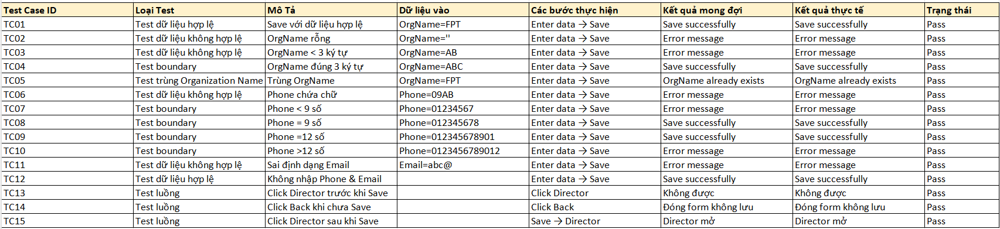 Test Case ID Loại Test Mô Tả Dữ liệu vào Các bước thực hiện Kết quả mong đợi Kết quả thực tế Trạng thái
TC01 Test dữ liệu hợp lệ Save với dữ liệu hợp lệ OrgName=FPT Enter data → Save Save successfully Save successfully Pass
TC02 Test dữ liệu không hợp lệ OrgName rỗng OrgName='' Enter data → Save Error message Error message Pass
TC03 Test dữ liệu không hợp lệ OrgName < 3 ký tự OrgName=AB Enter data → Save Error message Error message Pass
TC04 Test boundary OrgName đúng 3 ký tự OrgName=ABC Enter data → Save Save successfully Save successfully Pass
TC05 Test trùng Organization Name Trùng OrgName OrgName=FPT Enter data → Save OrgName already exists OrgName already exists Pass
TC06 Test dữ liệu không hợp lệ Phone chứa chữ Phone=09AB Enter data → Save Error message Error message Pass
TC07 Test boundary Phone < 9 số Phone=01234567 Enter data → Save Error message Error message Pass
TC08 Test boundary Phone = 9 số Phone=012345678 Enter data → Save Save successfully Save successfully Pass
TC09 Test boundary Phone =12 số Phone=012345678901 Enter data → Save Save successfully Save successfully Pass
TC10 Test boundary Phone >12 số Phone=0123456789012 Enter data → Save Error message Error message Pass
TC11 Test dữ liệu không hợp lệ Sai định dạng Email Email=abc@ Enter data → Save Error message Error message Pass
TC12 Test dữ liệu hợp lệ Không nhập Phone & Email Enter data → Save Save successfully Save successfully Pass
TC13 Test luồng Click Director trước khi Save Click Director Không được Không được Pass
TC14 Test luồng Click Back khi chưa Save Click Back Đóng form không lưu Đóng form không lưu Pass
TC15 Test luồng Click Director sau khi Save Save → Director Director mở Director mở Pass